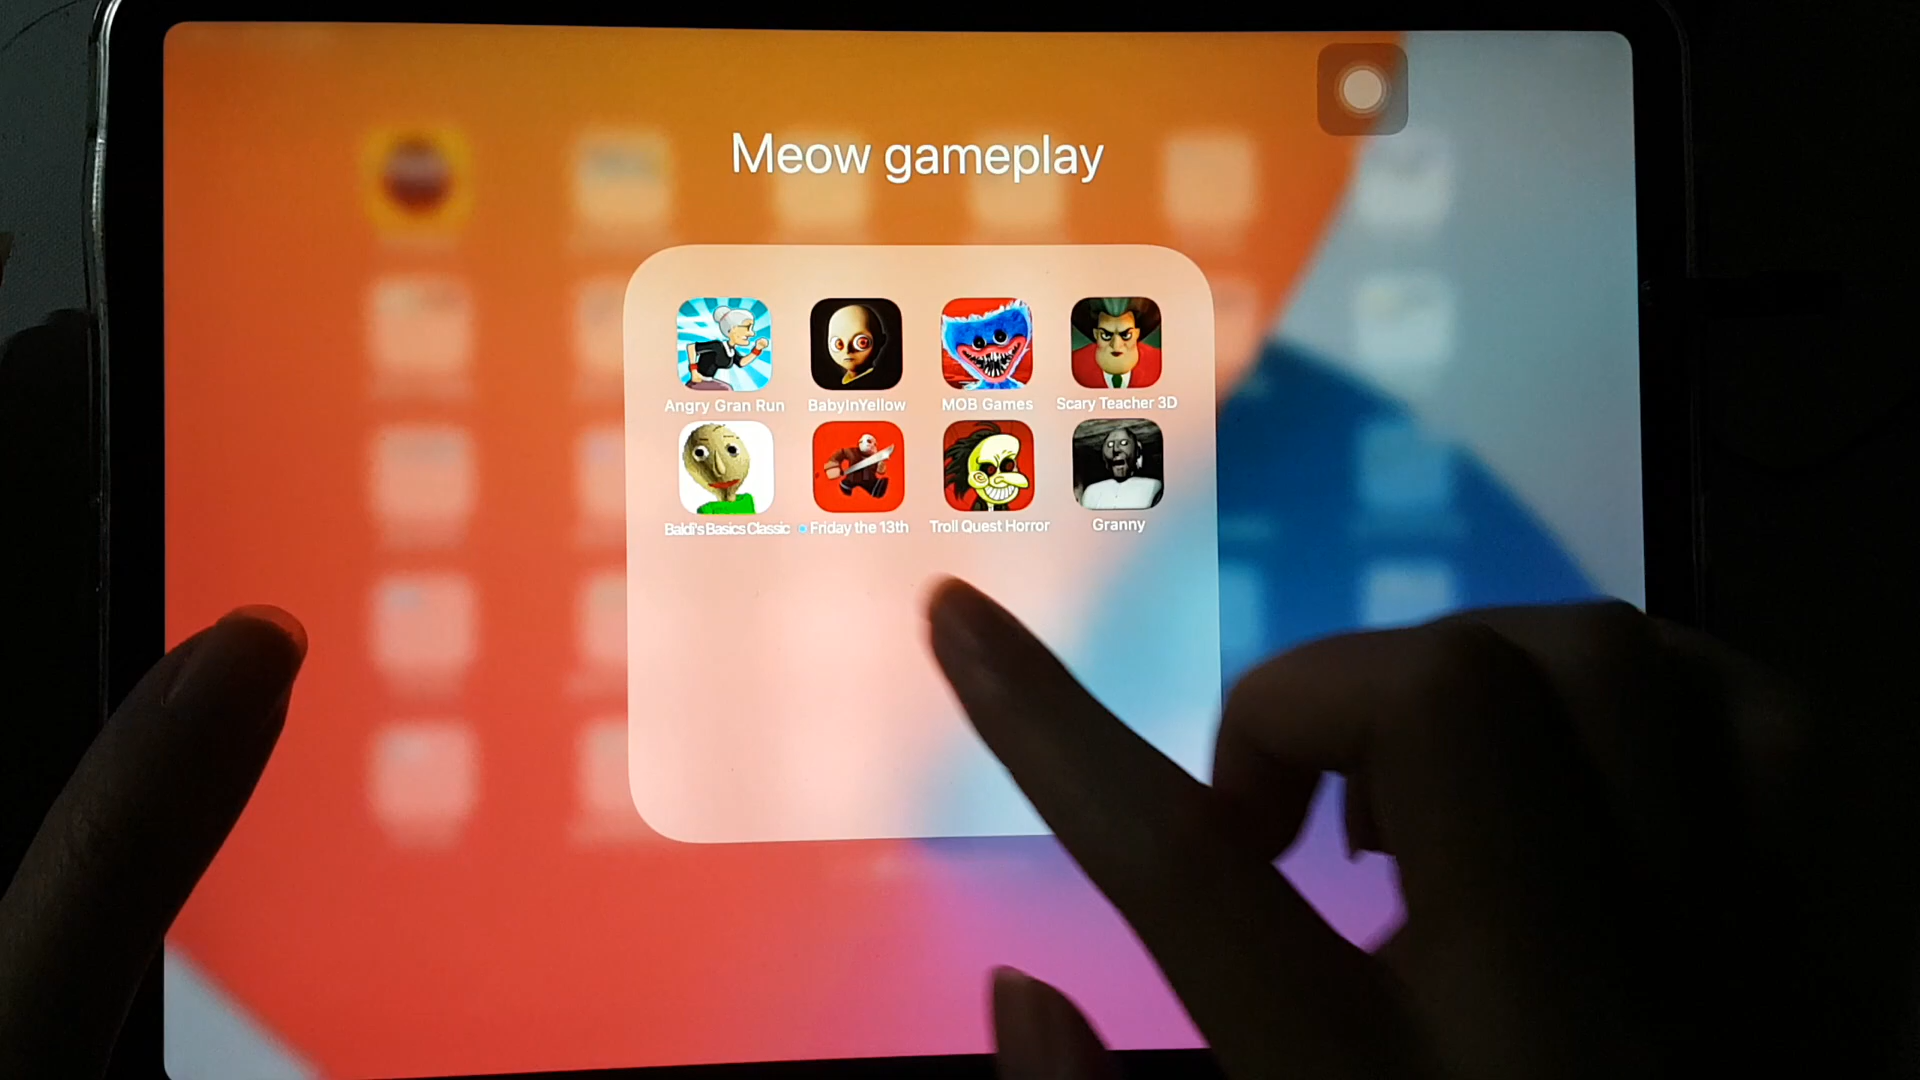 Meow gameplay
Angry Gran Run
BabyInYellow
MOB Games
Scary Teacher 3D
Baldi's Basics Classic
Friday the 13th
Troll Quest Horror
Granny